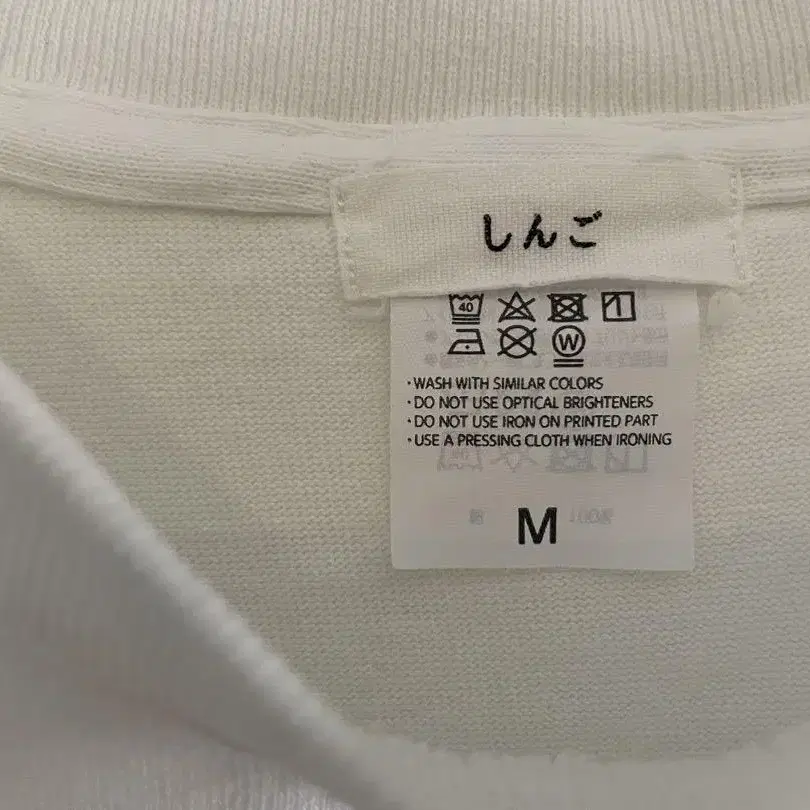 しんご
40
W
・WASH WITH SIMILAR COLORS
・DO NOT USE OPTICAL BRIGHTENERS
・DO NOT USE IRON ON PRINTED PART
・USE A PRESSING CLOTH WHEN IRONING
M